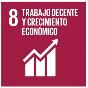 8 TRABAJO DECENTE
Y CRECIMIENTO
ECONÓMICO